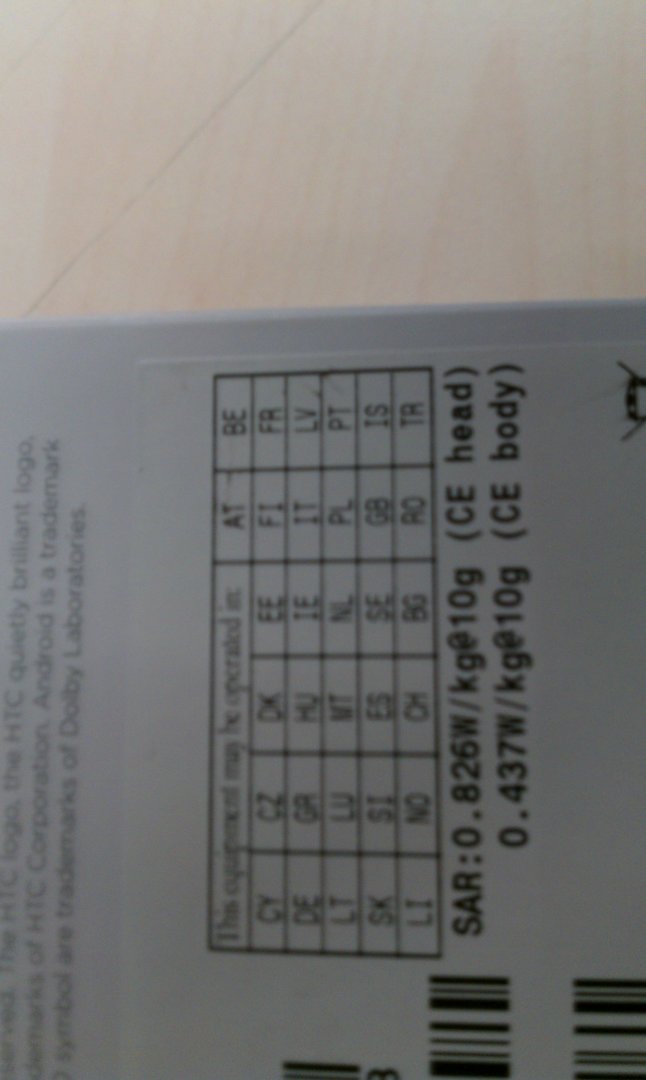 served. The HTC logo, the HTC quietly brilliant logo,
demarks of HTC Corporation. Android is a trademark
D symbol are trademarks of Dolby Laboratories.
This equipment may be operated in: AT BE
CY CZ DK EE FI FR
DE GR HU IE IT LV
LT LU MT NL PL PT
SK SI ES SE GB IS
LI NO CH BG RO TR
SAR:0.826W/kg@10g (CE head)
0.437W/kg@10g (CE body)